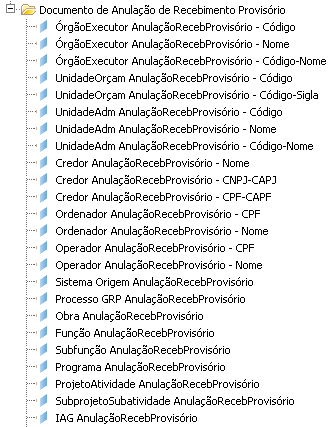 Documento de Anulação de Recebimento Provisório
ÓrgãoExecutor AnulaçãoRecebProvisório - Código
ÓrgãoExecutor AnulaçãoRecebProvisório - Nome
ÓrgãoExecutor AnulaçãoRecebProvisório - Código-Nome
UnidadeOrçam AnulaçãoRecebProvisório - Código
UnidadeOrçam AnulaçãoRecebProvisório - Código-Sigla
UnidadeAdm AnulaçãoRecebProvisório - Código
UnidadeAdm AnulaçãoRecebProvisório - Nome
UnidadeAdm AnulaçãoRecebProvisório - Código-Nome
Credor AnulaçãoRecebProvisório - Nome
Credor AnulaçãoRecebProvisório - CNPJ-CAPJ
Credor AnulaçãoRecebProvisório - CPF-CAPF
Ordenador AnulaçãoRecebProvisório - CPF
Ordenador AnulaçãoRecebProvisório - Nome
Operador AnulaçãoRecebProvisório - CPF
Operador AnulaçãoRecebProvisório - Nome
Sistema Origem AnulaçãoRecebProvisório
Processo GRP AnulaçãoRecebProvisório
Obra AnulaçãoRecebProvisório
Função AnulaçãoRecebProvisório
Subfunção AnulaçãoRecebProvisório
Programa AnulaçãoRecebProvisório
ProjetoAtividade AnulaçãoRecebProvisório
SubprojetoSubatividade AnulaçãoRecebProvisório
IAG AnulaçãoRecebProvisório